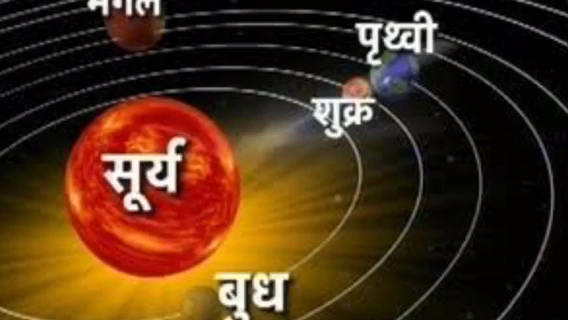 मंगल
पृथ्वी
शुक्र
सूर्य
बुध